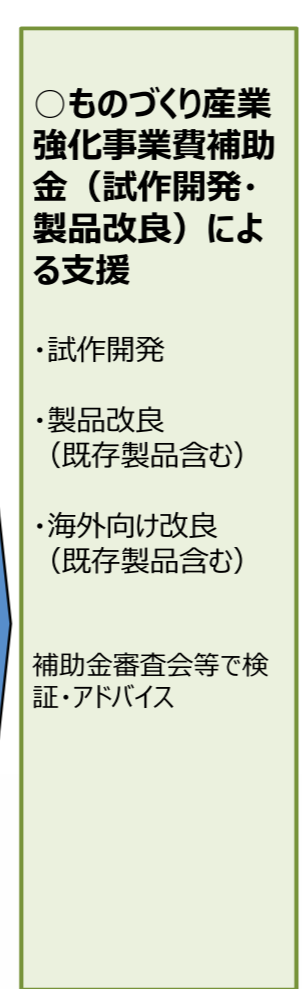 ○ものづくり産業
強化事業費補助
金（試作開発・
製品改良）によ
る支援
・試作開発
・製品改良
（既存製品含む）
・海外向け改良
（既存製品含む）
補助金審査会等で検
証・アドバイス